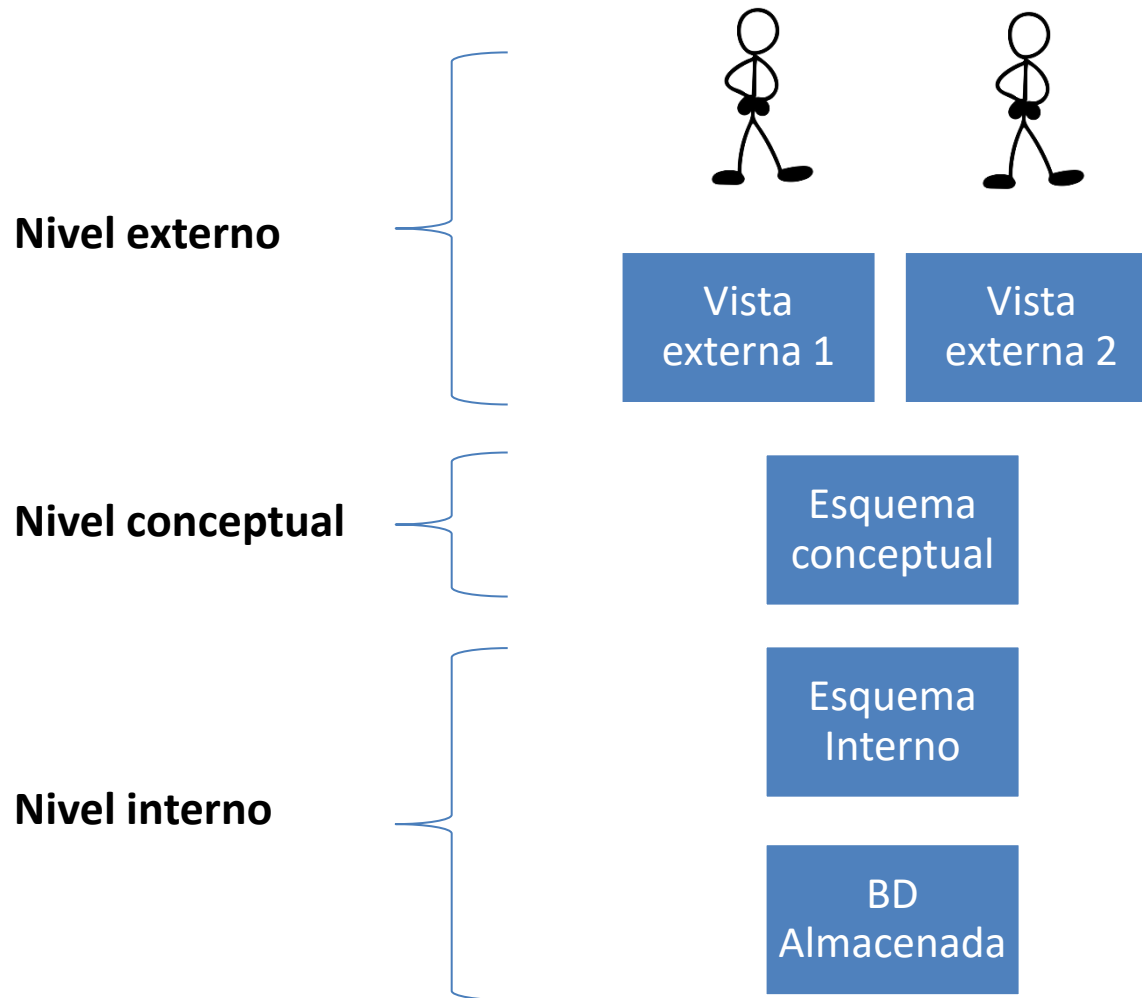 Nivel externo
Vista
externa 1
Vista
externa 2
Nivel conceptual
Esquema
conceptual
Nivel interno
Esquema
Interno
BD
Almacenada